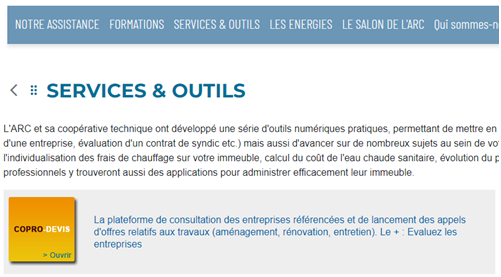 NOTRE ASSISTANCE FORMATIONS SERVICES & OUTILS LES ENERGIES LE SALON DE L'ARC Qui sommes-n
SERVICES & OUTILS
L'ARC et sa coopérative technique ont développé une série d'outils numériques pratiques, permettant de mettre en
d'une entreprise, évaluation d'un contrat de syndic etc.) mais aussi d'avancer sur de nombreux sujets au sein de vo
l'individualisation des frais de chauffage sur votre immeuble, calcul du coût de l'eau chaude sanitaire, évolution du p
professionnels y trouveront aussi des applications pour administrer efficacement leur immeuble.
COPRO-DEVIS
> Ouvrir
La plateforme de consultation des entreprises référencées et de lancement des appels
d'offres relatifs aux travaux (aménagement, rénovation, entretien). Le + : Evaluez les
entreprises